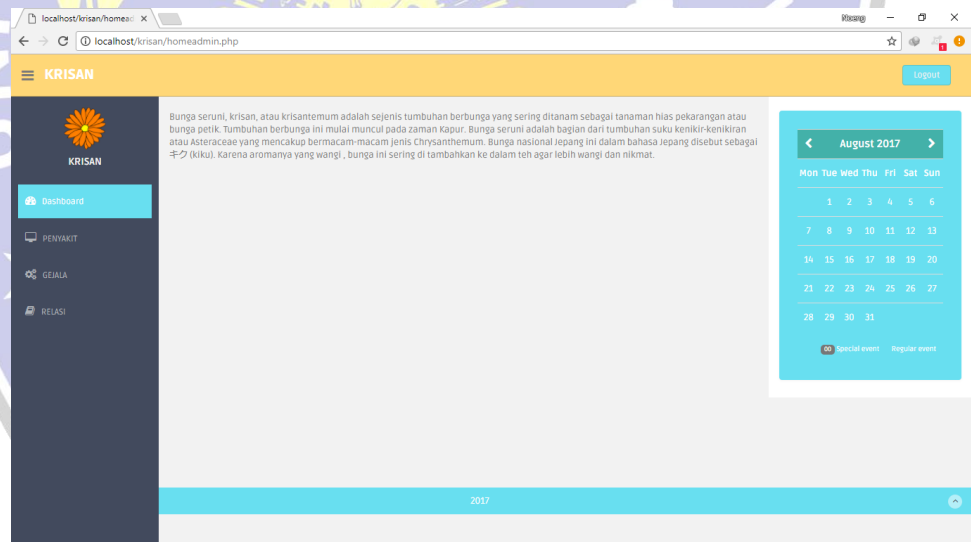 localhost/krisan/homead
Niceng
localhost/krisan/homeadmin.php
1
KRISAN
Logout
KRISAN
Dashboard
PENYAKIT
GEJALA
RELASI
Bunga seruni, krisan, atau krisantemum adalah sejenis tumbuhan berbunga yang sering ditanam sebagai tanaman hias pekarangan atau
bunga petik. Tumbuhan berbunga ini mulai muncul pada zaman Kapur. Bunga seruni adalah bagian dari tumbuhan suku kenikir-kenikiran
atau Asteraceae yang mencakup bermacam-macam jenis Chrysanthemum. Bunga nasional Jepang ini dalam bahasa Jepang disebut sebagai
キク (kiku). Karena aromanya yang wangi , bunga ini sering di tambahkan ke dalam teh agar lebih wangi dan nikmat.
August 2017
Mon Tue Wed Thu Fri Sat Sun
1 2 3 4 5 6
7 8 9 10 11 12 13
14 15 16 17 18 19 20
21 22 23 24 25 26 27
28 29 30 31
00 Special event Regular event
2017